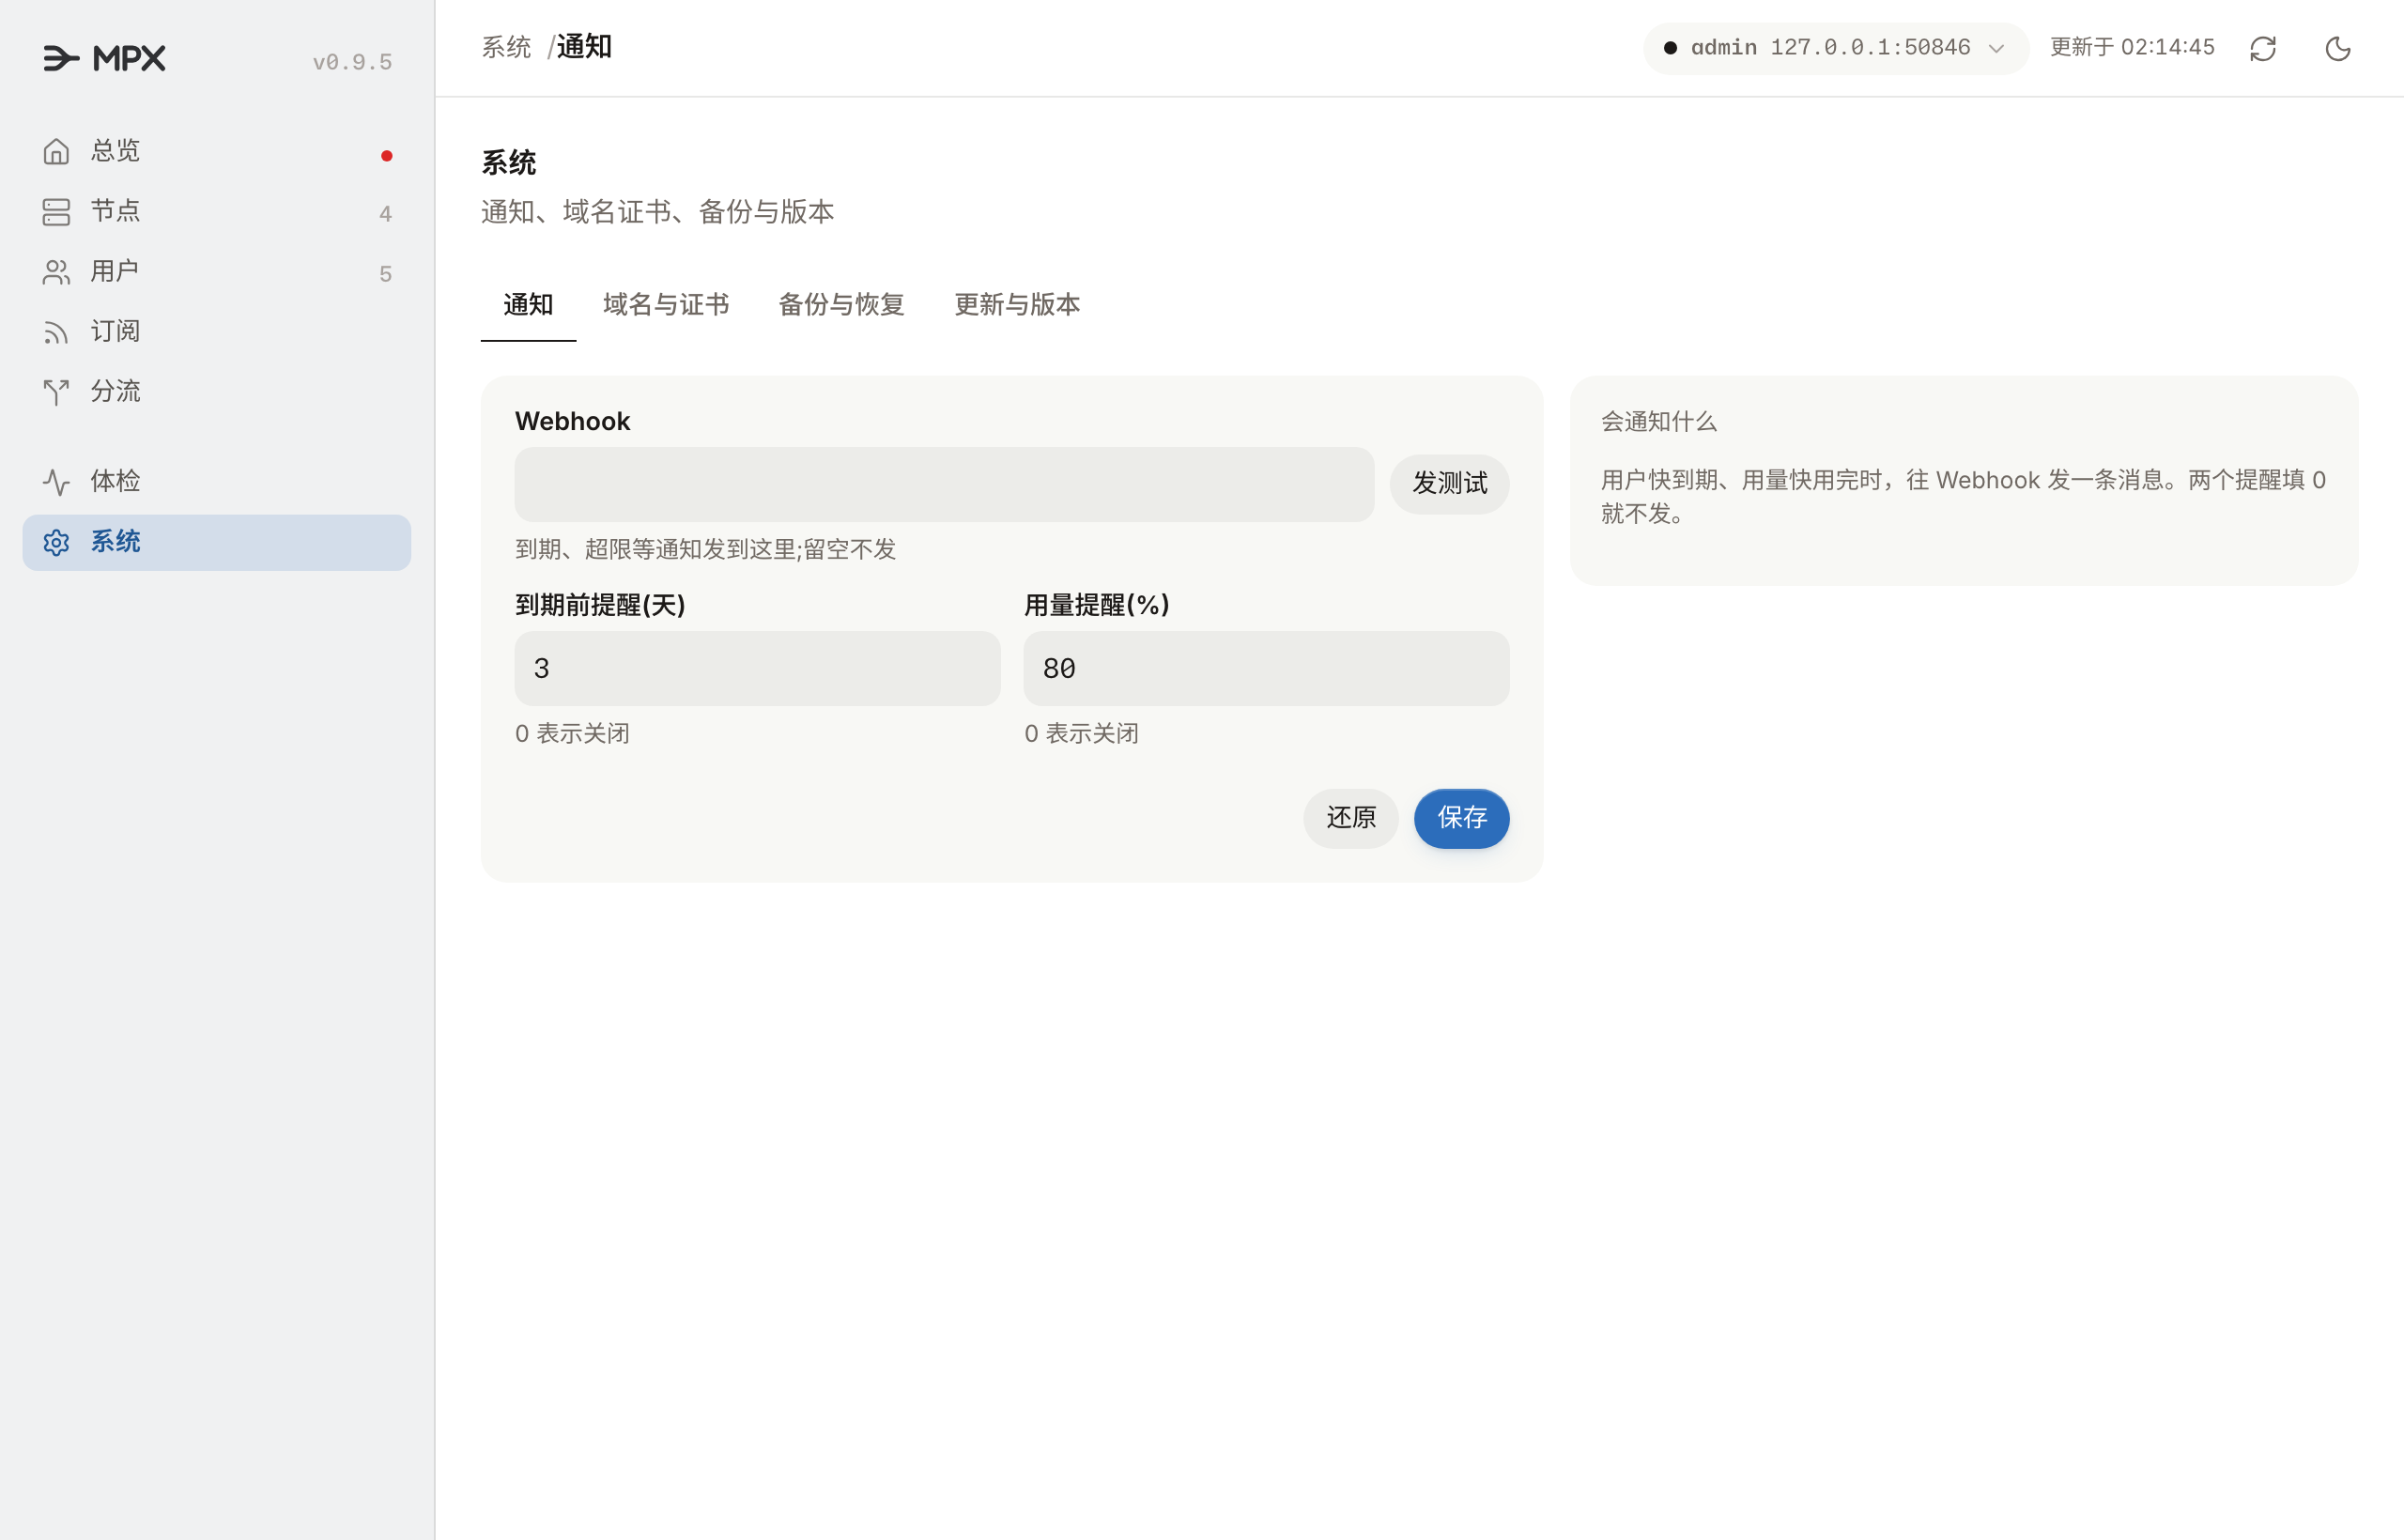 MPX v0.9.5
总览
节点 4
用户 5
订阅
分流
体检
系统
系统 /通知
admin 127.0.0.1:50846
更新于 02:14:45
系统
通知、域名证书、备份与版本
通知 域名与证书 备份与恢复 更新与版本
Webhook
发测试
到期、超限等通知发到这里;留空不发
到期前提醒(天) 用量提醒(%)
3 80
0 表示关闭 0 表示关闭
还原 保存
会通知什么
用户快到期、用量快用完时，往 Webhook 发一条消息。两个提醒填 0
就不发。